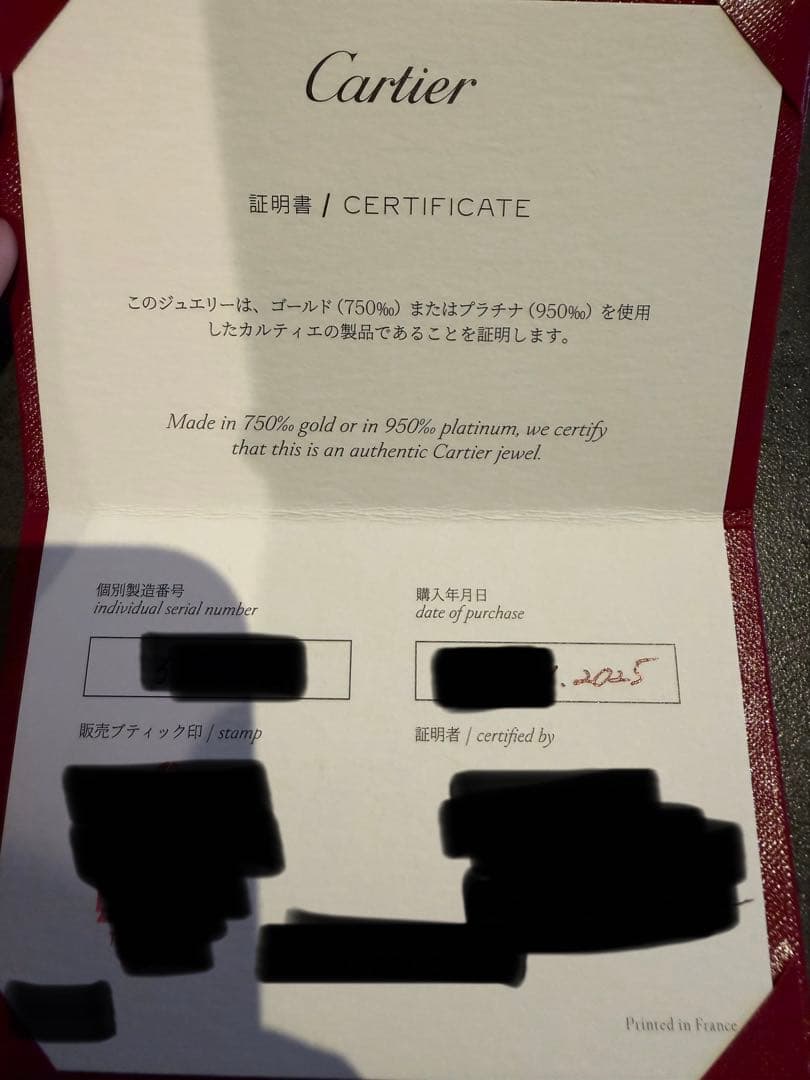 Cartier
証明書 / CERTIFICATE
このジュエリーは、ゴールド(750‰)またはプラチナ(950‰)を使用
したカルティエの製品であることを証明します。
Made in 750‰ gold or in 950‰ platinum, we certify
that this is an authentic Cartier jewel.
個別製造番号
individual serial number
購入年月日
date of purchase
.2025
販売ブティック印 / stamp
証明者 / certified by
Printed in France